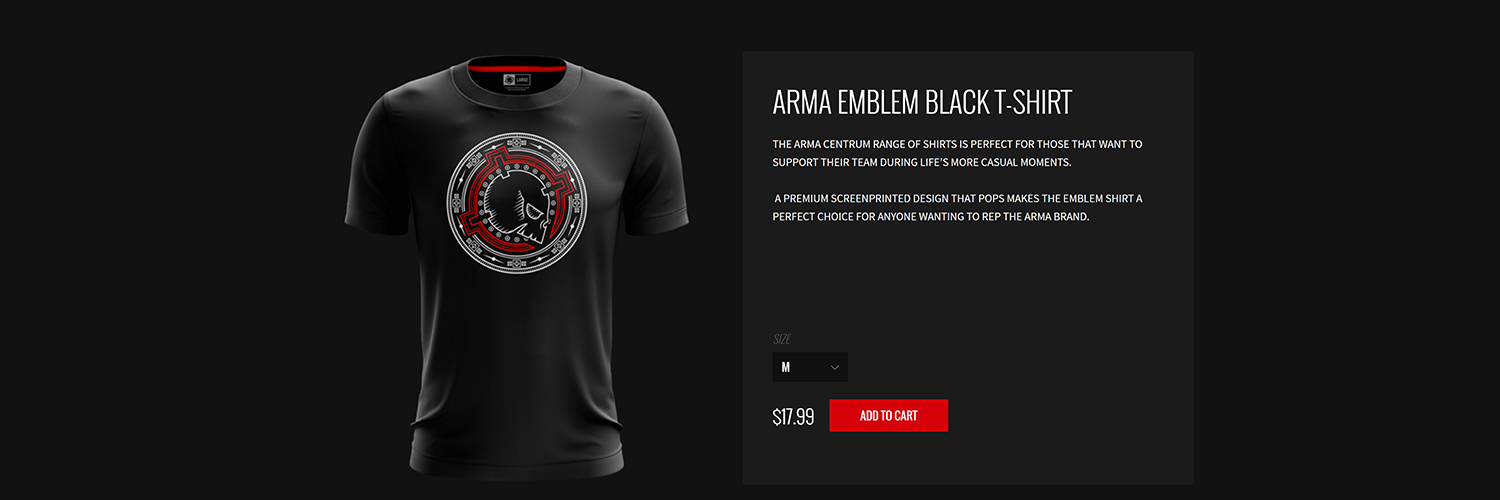 LARGE
ARMA EMBLEM BLACK T-SHIRT
THE ARMA CENTRUM RANGE OF SHIRTS IS PERFECT FOR THOSE THAT WANT TO
SUPPORT THEIR TEAM DURING LIFE'S MORE CASUAL MOMENTS.
A PREMIUM SCREENPRINTED DESIGN THAT POPS MAKES THE EMBLEM SHIRT A
PERFECT CHOICE FOR ANYONE WANTING TO REP THE ARMA BRAND.
SIZE
M
$17.99 ADD TO CART